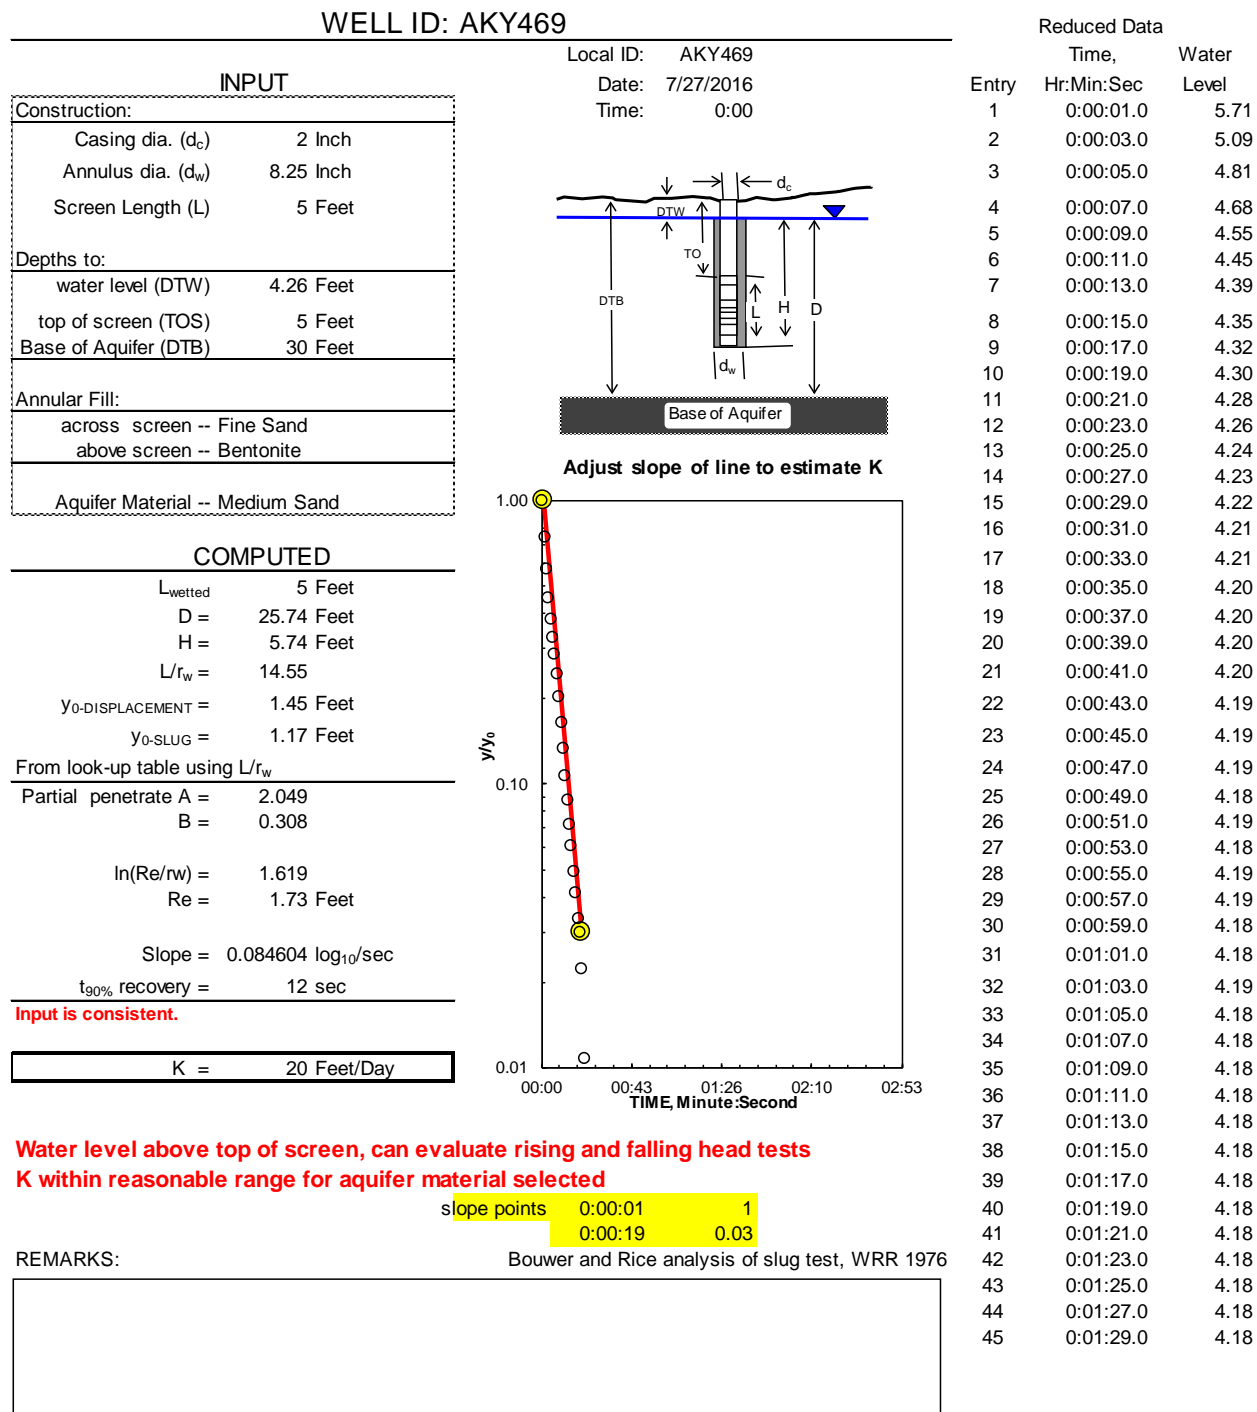 WELL ID: AKY469
Local ID: AKY469
Date: 7/27/2016
Time: 0:00
INPUT
Construction:
Casing dia. (dc) 2 Inch
Annulus dia. (dw) 8.25 Inch
Screen Length (L) 5 Feet
Depths to:
water level (DTW) 4.26 Feet
top of screen (TOS) 5 Feet
Base of Aquifer (DTB) 30 Feet
Annular Fill:
across screen -- Fine Sand
above screen -- Bentonite
Aquifer Material -- Medium Sand
COMPUTED
Lwetted 5 Feet
D = 25.74 Feet
H = 5.74 Feet
L/rw = 14.55
y0-DISPLACEMENT = 1.45 Feet
y0-SLUG = 1.17 Feet
From look-up table using L/rw
Partial penetrate A = 2.049
B = 0.308
ln(Re/rw) = 1.619
Re = 1.73 Feet
Slope = 0.084604 log10/sec
t90% recovery = 12 sec
Input is consistent.
K = 20 Feet/Day
dc
DTW
TO
DTB
L
H
D
dw
Base of Aquifer
Adjust slope of line to estimate K
1.00
0.10
0.01
y/y0
00:00 00:43 01:26 02:10 02:53
TIME, Minute:Second
Water level above top of screen, can evaluate rising and falling head tests
K within reasonable range for aquifer material selected
slope points 0:00:01 1
0:00:19 0.03
REMARKS: Bouwer and Rice analysis of slug test, WRR 1976
Reduced Data
Time, Water
Entry Hr:Min:Sec Level
1 0:00:01.0 5.71
2 0:00:03.0 5.09
3 0:00:05.0 4.81
4 0:00:07.0 4.68
5 0:00:09.0 4.55
6 0:00:11.0 4.45
7 0:00:13.0 4.39
8 0:00:15.0 4.35
9 0:00:17.0 4.32
10 0:00:19.0 4.30
11 0:00:21.0 4.28
12 0:00:23.0 4.26
13 0:00:25.0 4.24
14 0:00:27.0 4.23
15 0:00:29.0 4.22
16 0:00:31.0 4.21
17 0:00:33.0 4.21
18 0:00:35.0 4.20
19 0:00:37.0 4.20
20 0:00:39.0 4.20
21 0:00:41.0 4.20
22 0:00:43.0 4.19
23 0:00:45.0 4.19
24 0:00:47.0 4.19
25 0:00:49.0 4.18
26 0:00:51.0 4.19
27 0:00:53.0 4.18
28 0:00:55.0 4.19
29 0:00:57.0 4.19
30 0:00:59.0 4.18
31 0:01:01.0 4.18
32 0:01:03.0 4.19
33 0:01:05.0 4.18
34 0:01:07.0 4.18
35 0:01:09.0 4.18
36 0:01:11.0 4.18
37 0:01:13.0 4.18
38 0:01:15.0 4.18
39 0:01:17.0 4.18
40 0:01:19.0 4.18
41 0:01:21.0 4.18
42 0:01:23.0 4.18
43 0:01:25.0 4.18
44 0:01:27.0 4.18
45 0:01:29.0 4.18